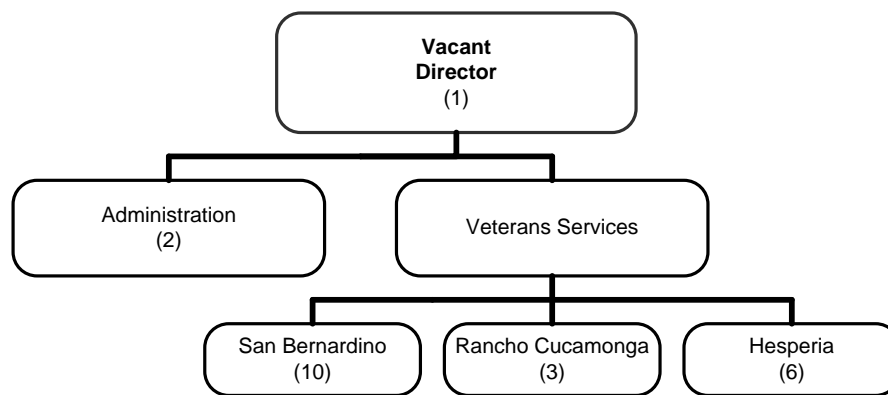 Vacant
Director
(1)
Administration
(2)
Veterans Services
San Bernardino
(10)
Rancho Cucamonga
(3)
Hesperia
(6)